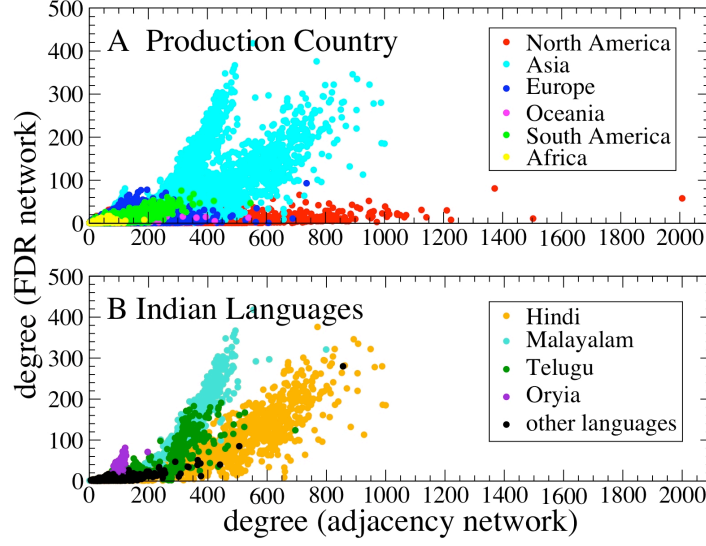 500
400
300
200
100
0
A Production Country
North America
Asia
Europe
Oceania
South America
Africa
0 200 400 600 800 1000 1200 1400 1600 1800 2000
degree (FDR network)
500
400
300
200
100
0
B Indian Languages
Hindi
Malayalam
Telugu
Oryia
other languages
0 200 400 600 800 1000 1200 1400 1600 1800 2000
degree (adjacency network)